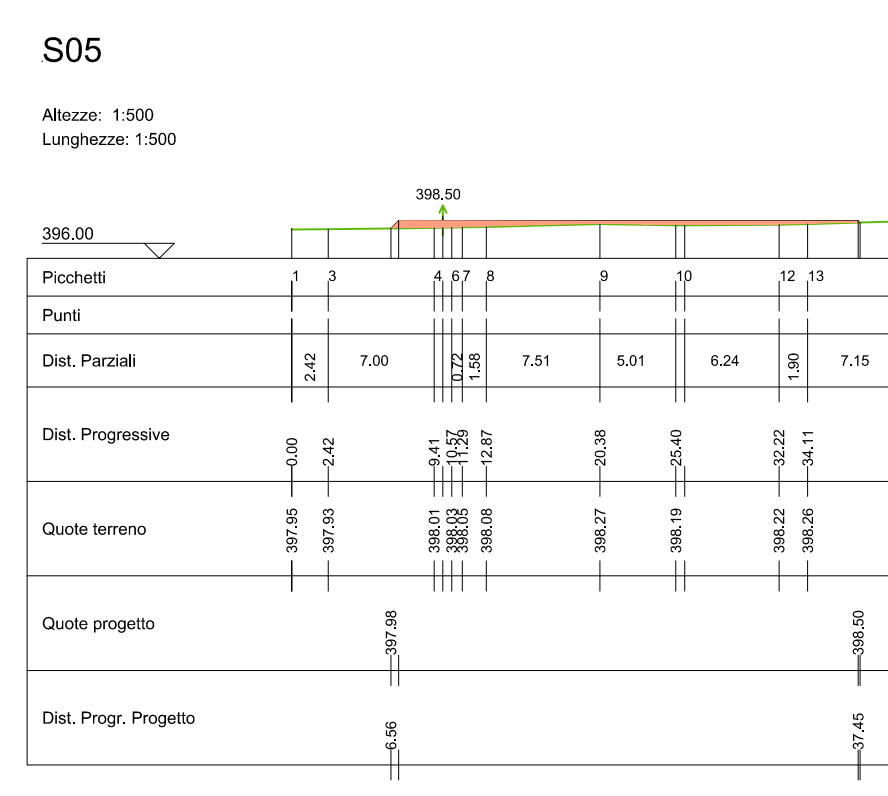 S05
Altezze: 1:500
Lunghezze: 1:500
398.50
396.00
Picchetti 1 3 4 6 7 8 9 10 12 13
Punti
Dist. Parziali 2.42 7.00 0.72 1.58 7.51 5.01 6.24 1.90 7.15
Dist. Progressive 0.00 2.42 9.41 10.57 11.29 12.87 20.38 25.40 32.22 34.11
Quote terreno 397.95 397.93 398.01 398.03 398.05 398.08 398.27 398.19 398.22 398.26
Quote progetto 397.98 398.50
Dist. Progr. Progetto 6.56 37.45